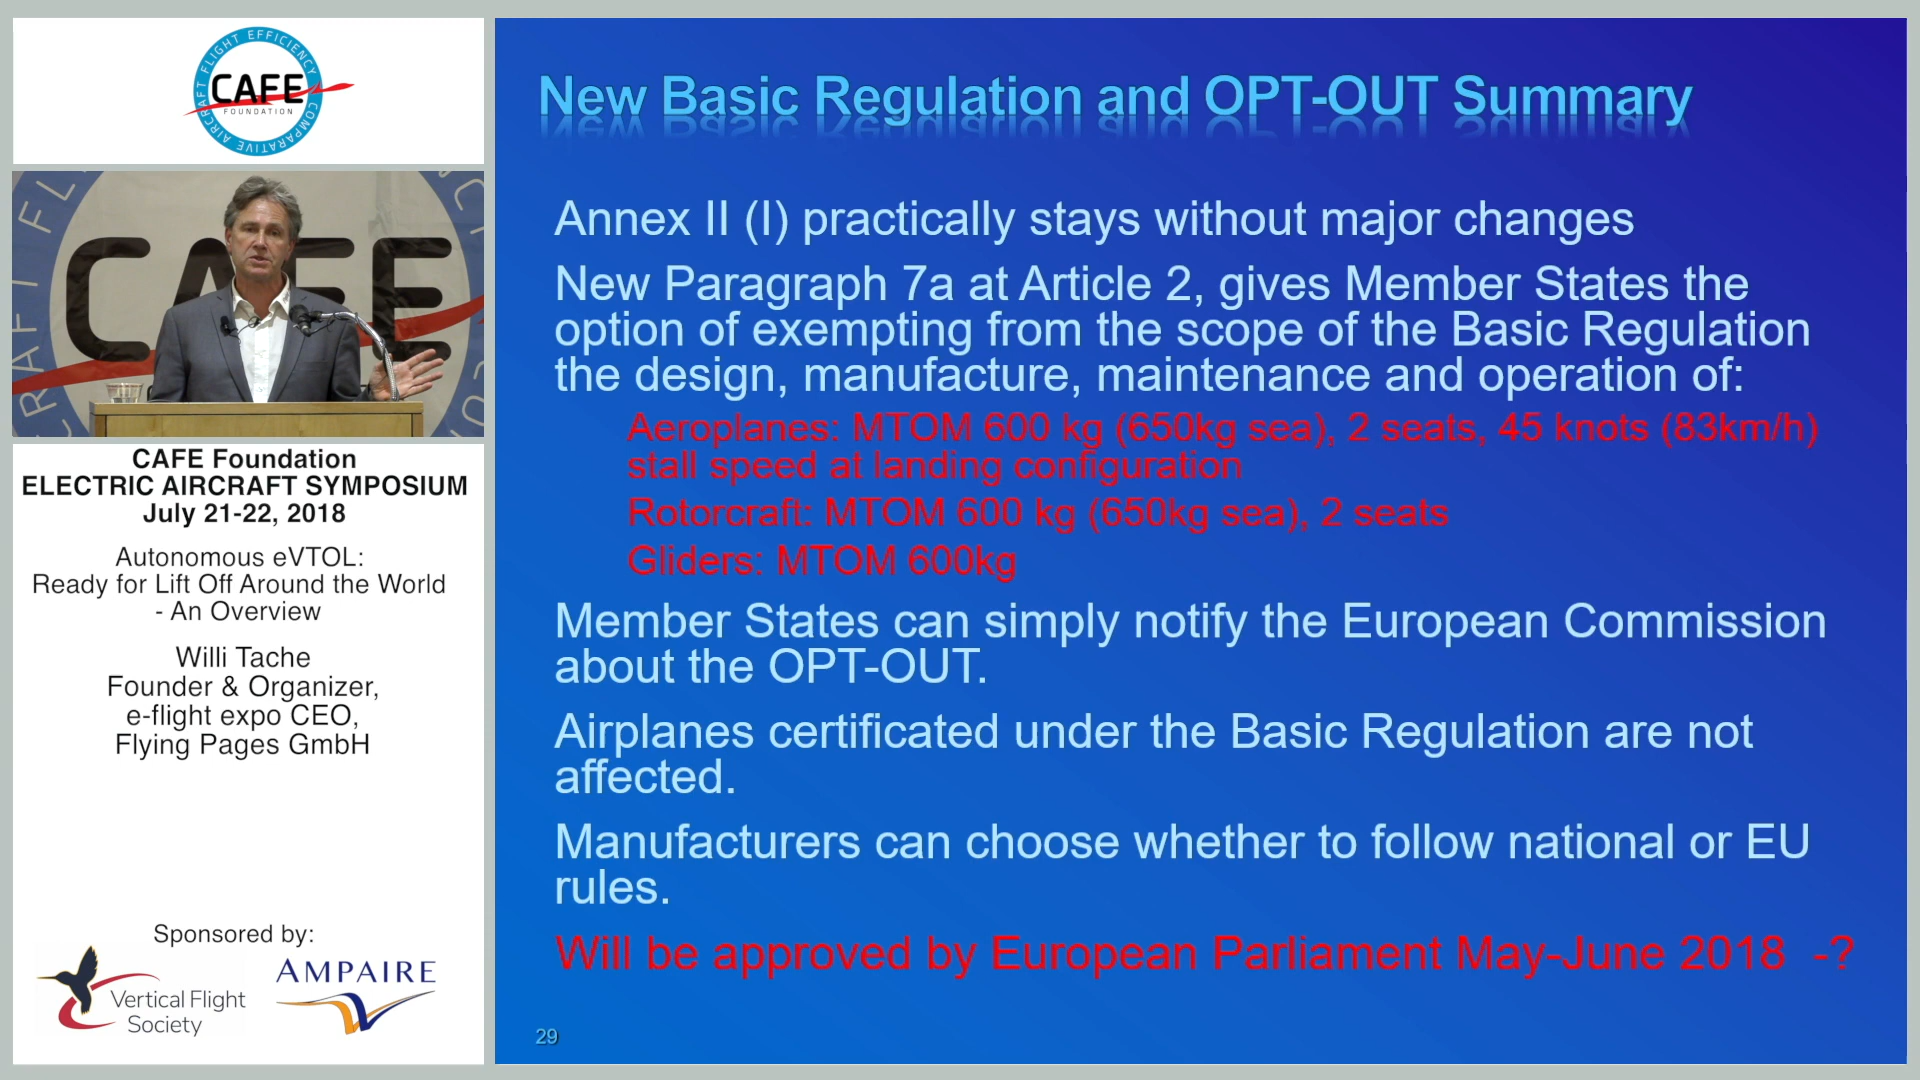 AIRCRAFT FLIGHT EFFICIENCY
CAFE
FOUNDATION
COMPARATIVE
CAFE
CAFE Foundation
ELECTRIC AIRCRAFT SYMPOSIUM
July 21-22, 2018
Autonomous eVTOL:
Ready for Lift Off Around the World
- An Overview
Willi Tache
Founder & Organizer,
e-flight expo CEO,
Flying Pages GmbH
Sponsored by:
Vertical Flight
Society
AMPAIRE
New Basic Regulation and OPT-OUT Summary
Annex II (I) practically stays without major changes
New Paragraph 7a at Article 2, gives Member States the
option of exempting from the scope of the Basic Regulation
the design, manufacture, maintenance and operation of:
Aeroplanes: MTOM 600 kg (650kg sea), 2 seats, 45 knots (83km/h)
stall speed at landing configuration
Rotorcraft: MTOM 600 kg (650kg sea), 2 seats
Gliders: MTOM 600kg
Member States can simply notify the European Commission
about the OPT-OUT.
Airplanes certificated under the Basic Regulation are not
affected.
Manufacturers can choose whether to follow national or EU
rules.
Will be approved by European Parliament May-June 2018 -?
29